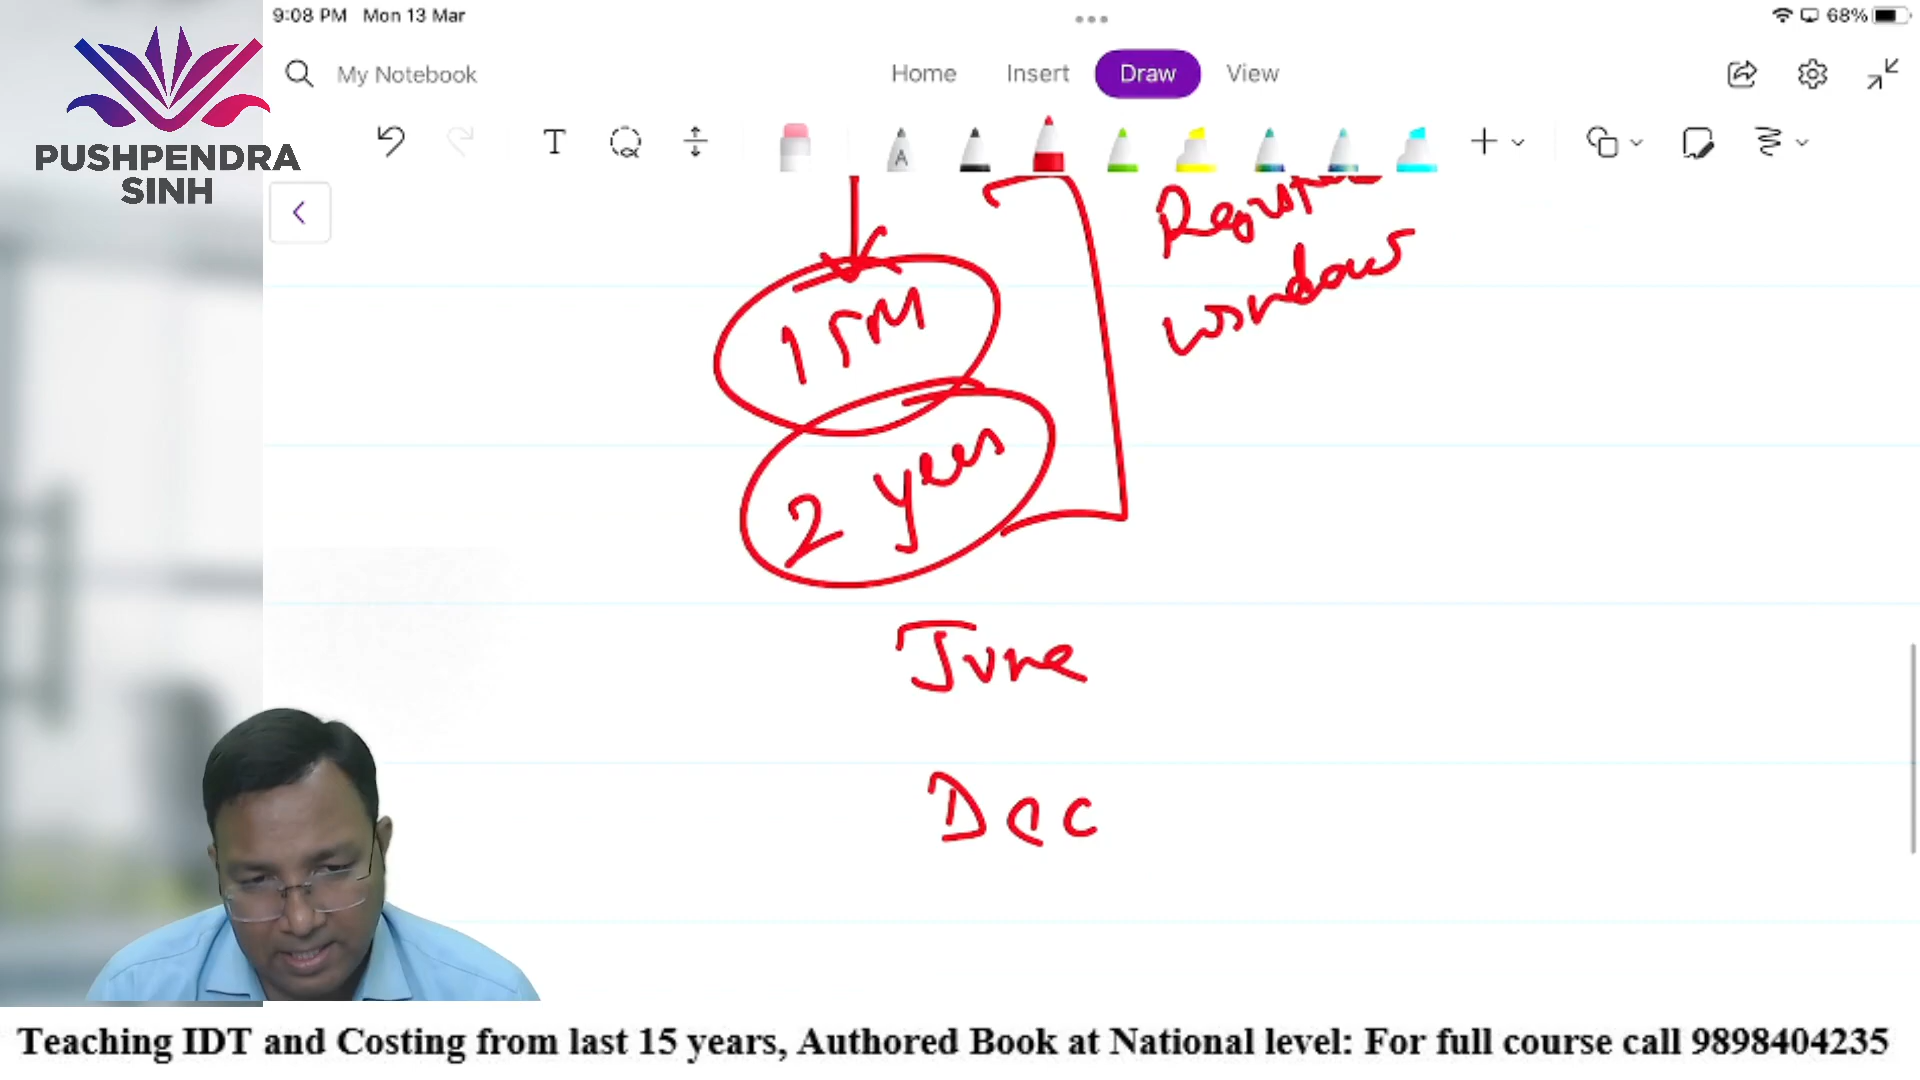 9:08 PM Mon 13 Mar
68%
PUSHPENDRA
SINH
My Notebook
Home Insert Draw View
T
A
window
15M
2 years
June
Dec
Teaching IDT and Costing from last 15 years, Authored Book at National level: For full course call 9898404235